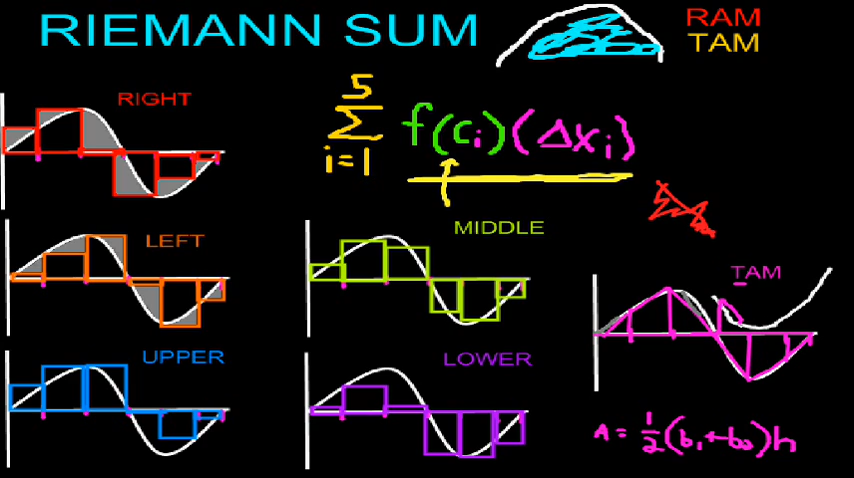 RIEMANN SUM
RAM
TAM
RIGHT
5
Σ f(cᵢ)(Δxᵢ)
i=1
LEFT
MIDDLE
TAM
UPPER
LOWER
A = 1/2 (b₁+b₂)h